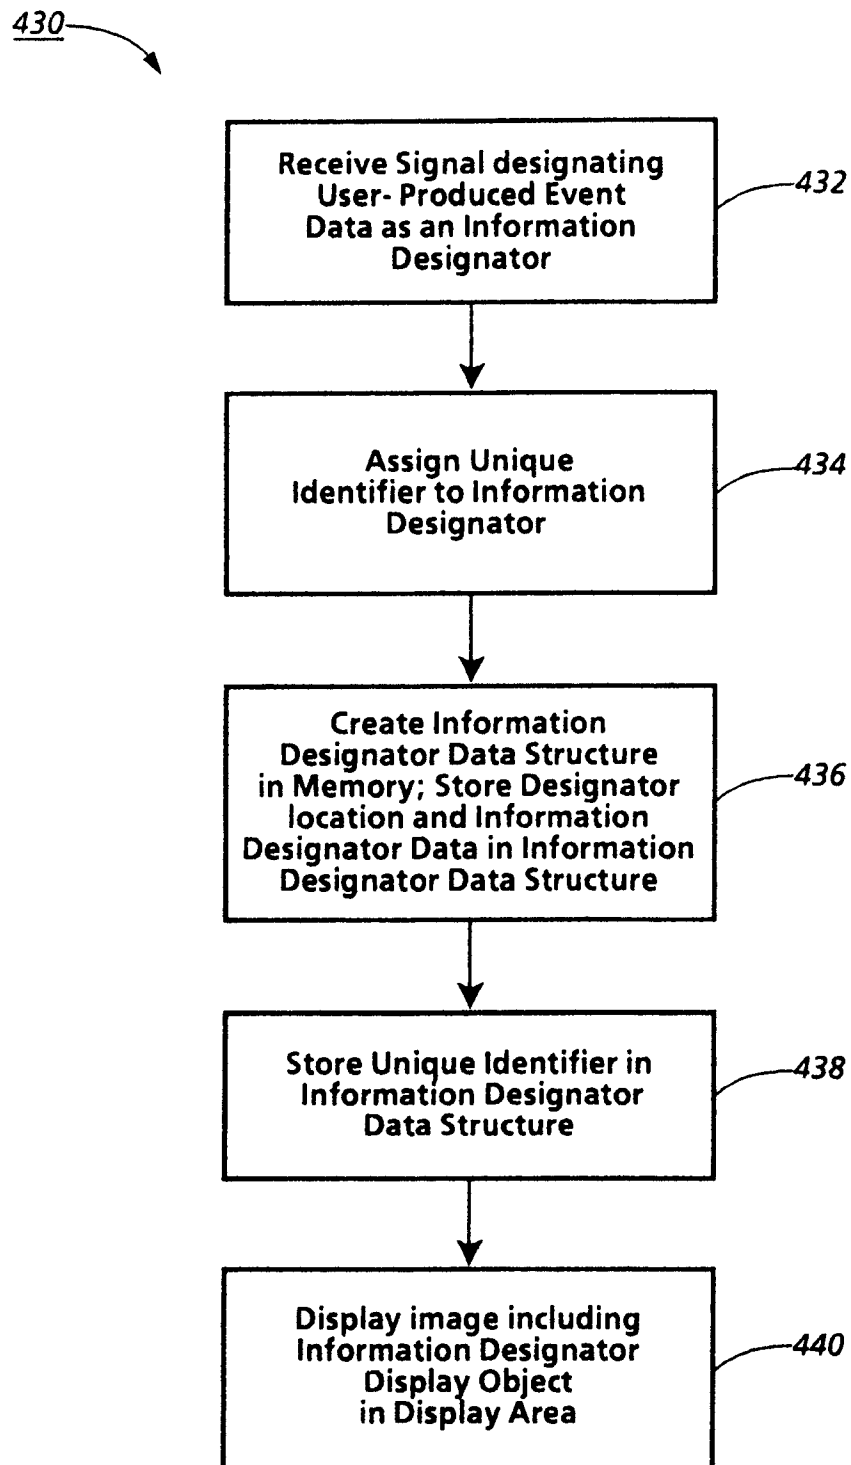 430
Receive Signal designating
User- Produced Event
Data as an Information
Designator
432
Assign Unique
Identifier to Information
Designator
434
Create Information
Designator Data Structure
in Memory; Store Designator
location and Information
Designator Data in Information
Designator Data Structure
436
Store Unique Identifier in
Information Designator
Data Structure
438
Display image including
Information Designator
Display Object
in Display Area
440